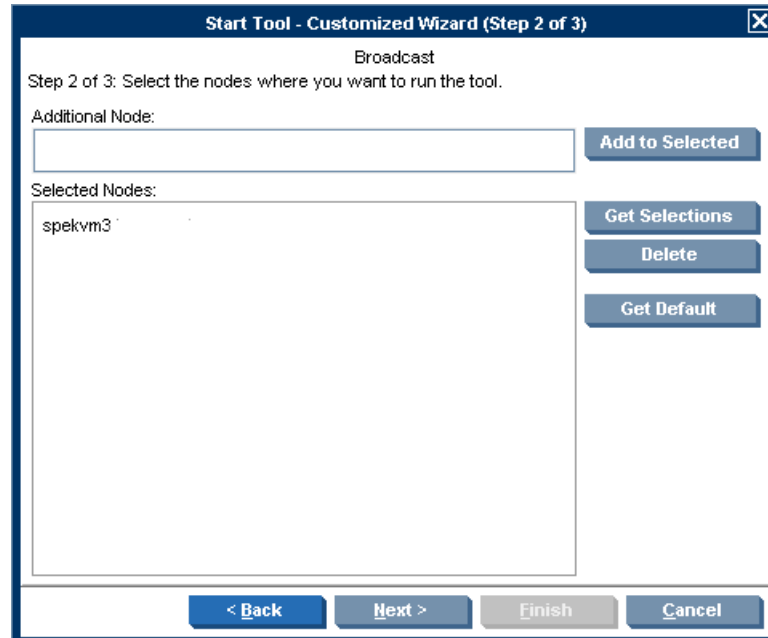 Start Tool - Customized Wizard (Step 2 of 3)
Broadcast
Step 2 of 3: Select the nodes where you want to run the tool.
Additional Node:
Add to Selected
Selected Nodes:
spekvm3
Get Selections
Delete
Get Default
< Back
Next >
Finish
Cancel